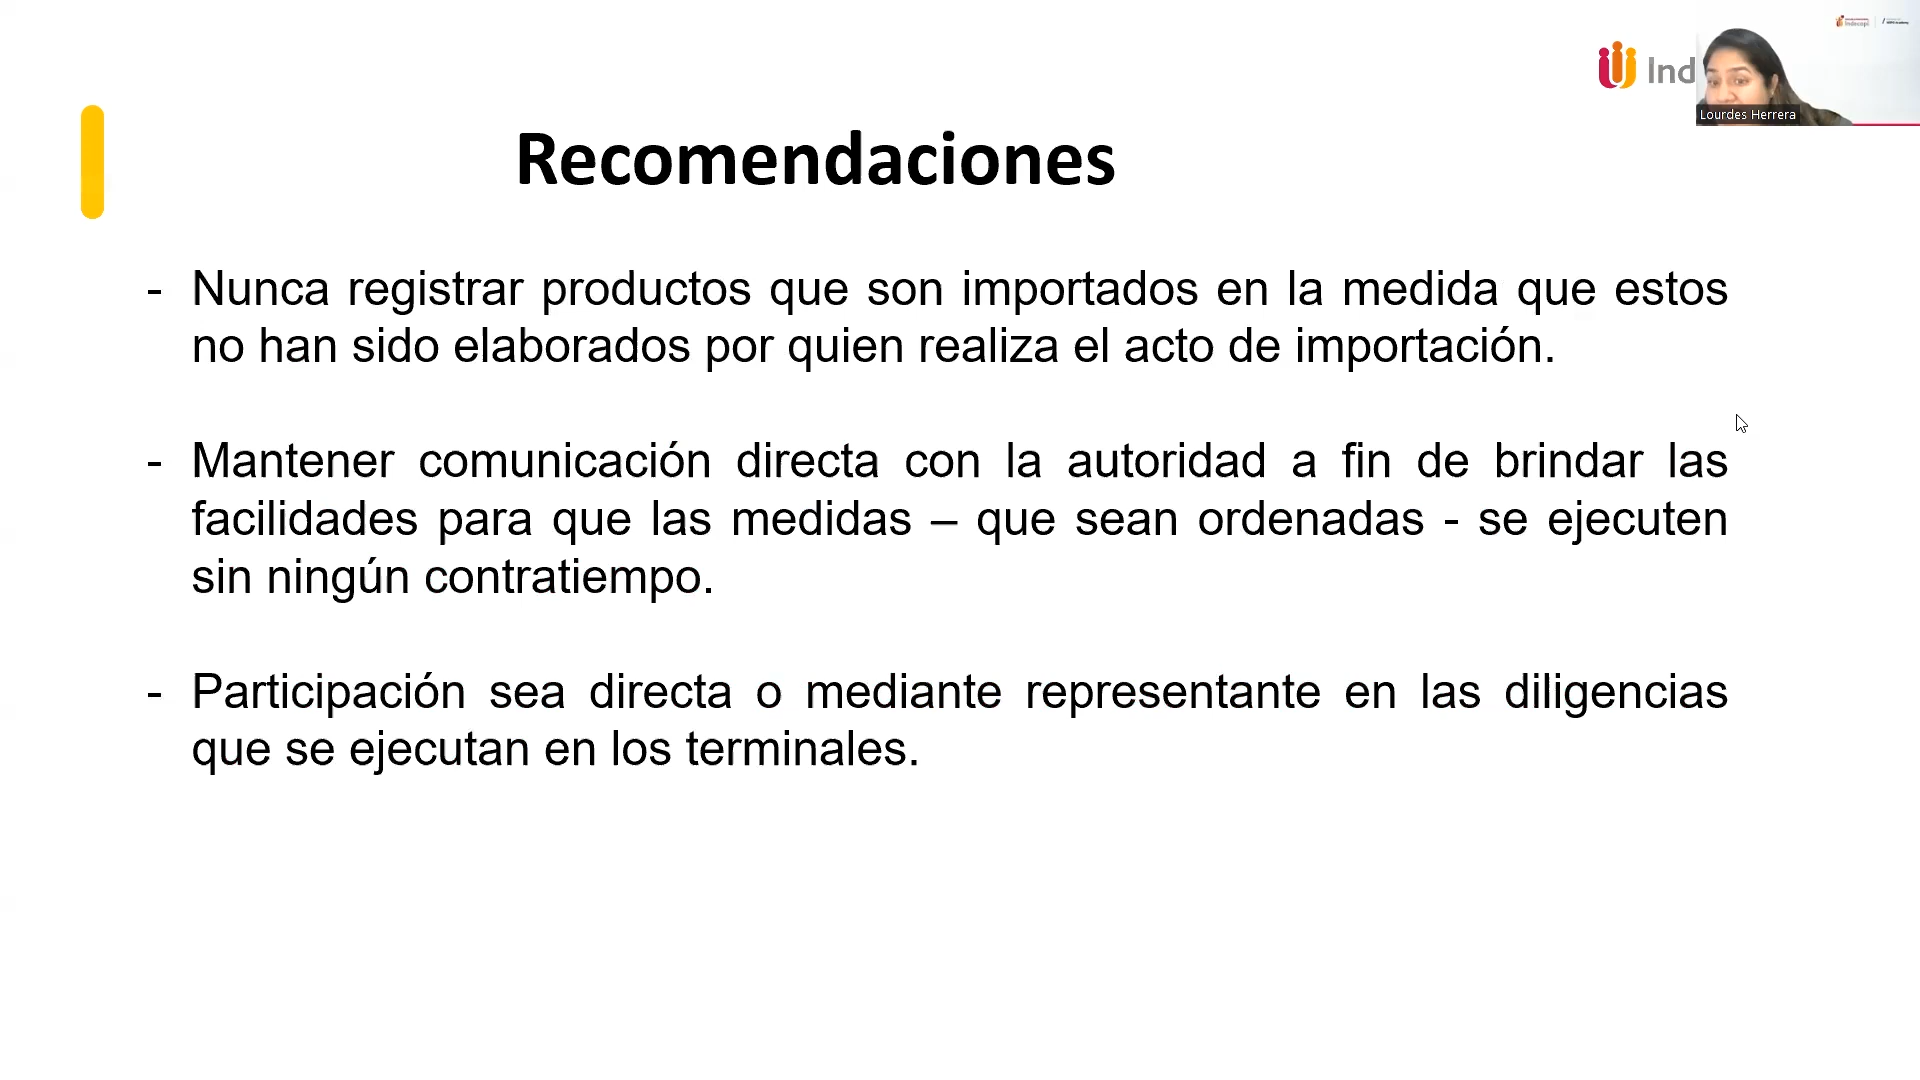 Ind
Lourdes Herrera
Recomendaciones
- Nunca registrar productos que son importados en la medida que estos
no han sido elaborados por quien realiza el acto de importación.
- Mantener comunicación directa con la autoridad a fin de brindar las
facilidades para que las medidas – que sean ordenadas - se ejecuten
sin ningún contratiempo.
- Participación sea directa o mediante representante en las diligencias
que se ejecutan en los terminales.